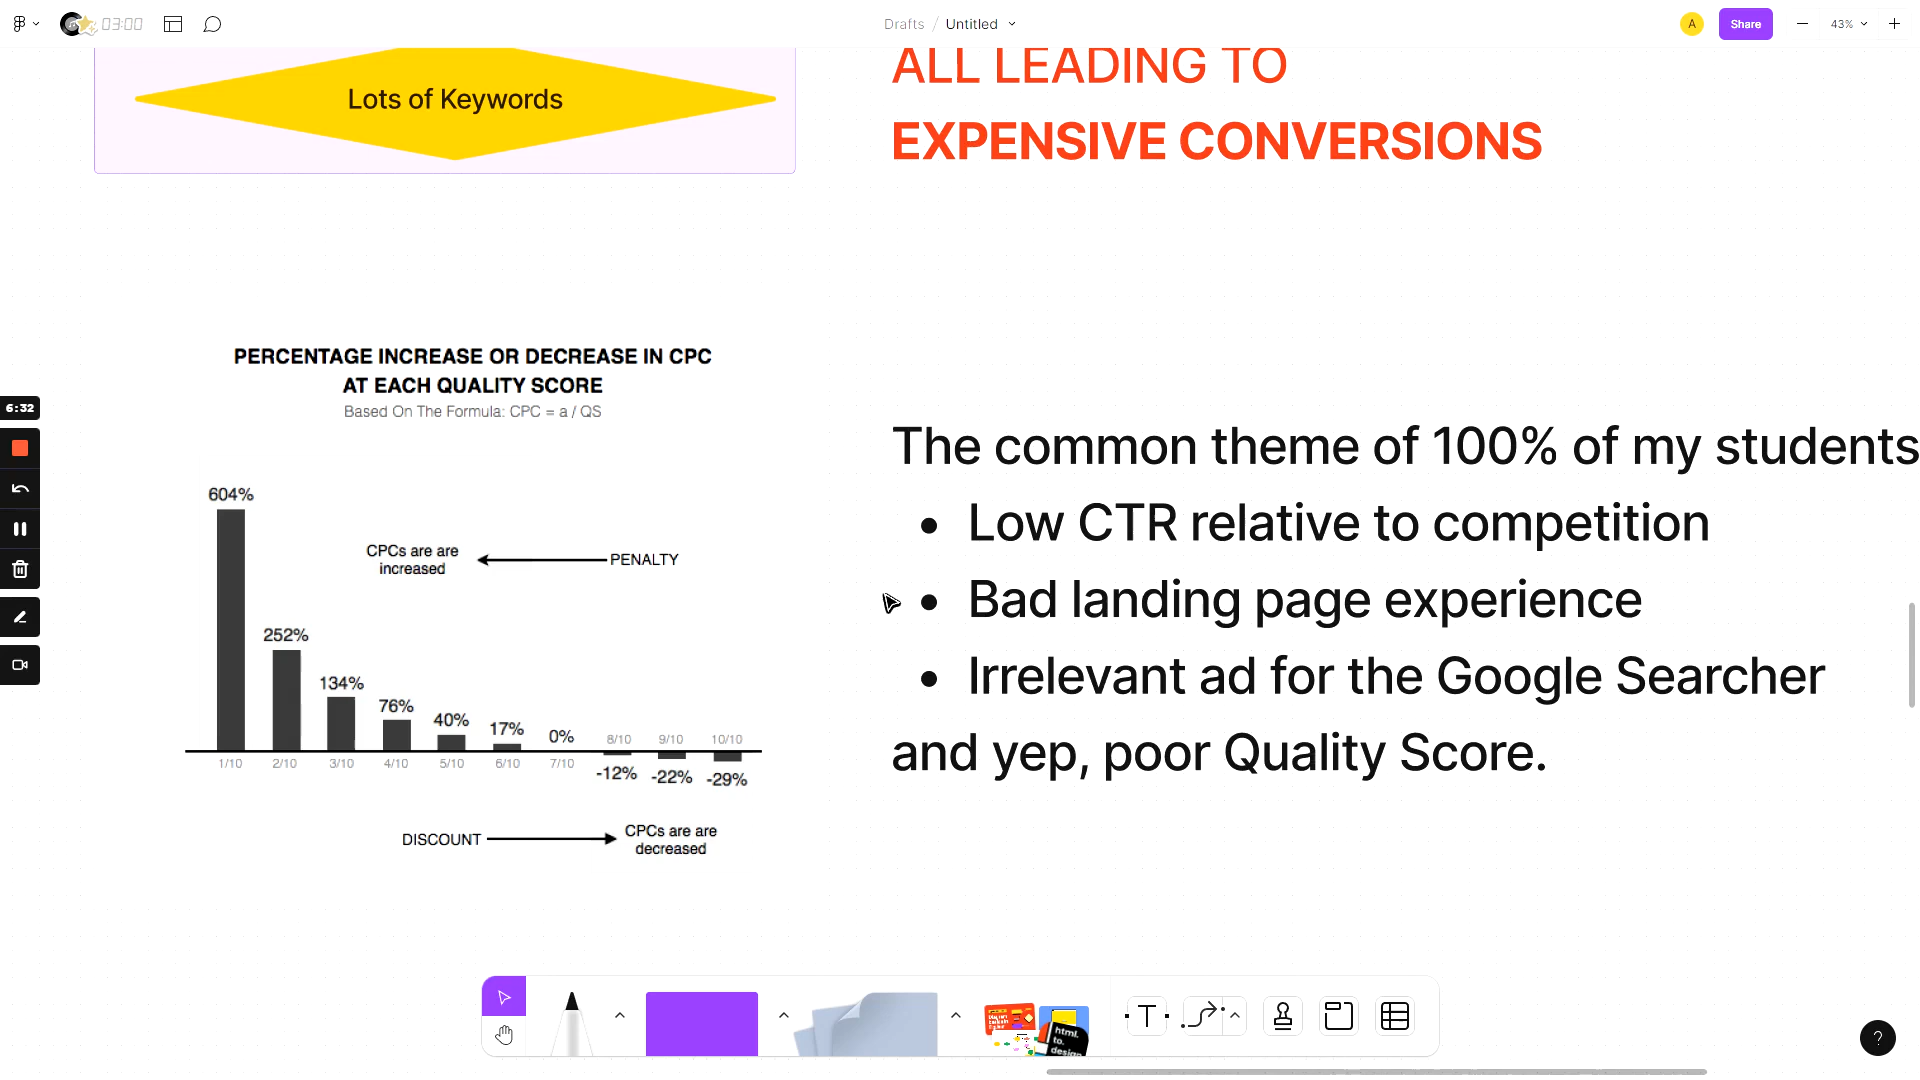 03:00
Drafts / Untitled
A
Share
43%
Lots of Keywords
ALL LEADING TO
EXPENSIVE CONVERSIONS
PERCENTAGE INCREASE OR DECREASE IN CPC
AT EACH QUALITY SCORE
Based On The Formula: CPC = a / QS
6:32
604%
252%
134%
76%
40%
17%
0%
8/10 9/10 10/10
1/10 2/10 3/10 4/10 5/10 6/10 7/10
-12% -22% -29%
CPCs are are
increased
PENALTY
DISCOUNT
CPCs are are
decreased
The common theme of 100% of my students
• Low CTR relative to competition
• Bad landing page experience
• Irrelevant ad for the Google Searcher
and yep, poor Quality Score.
T
html.
to.
design
?